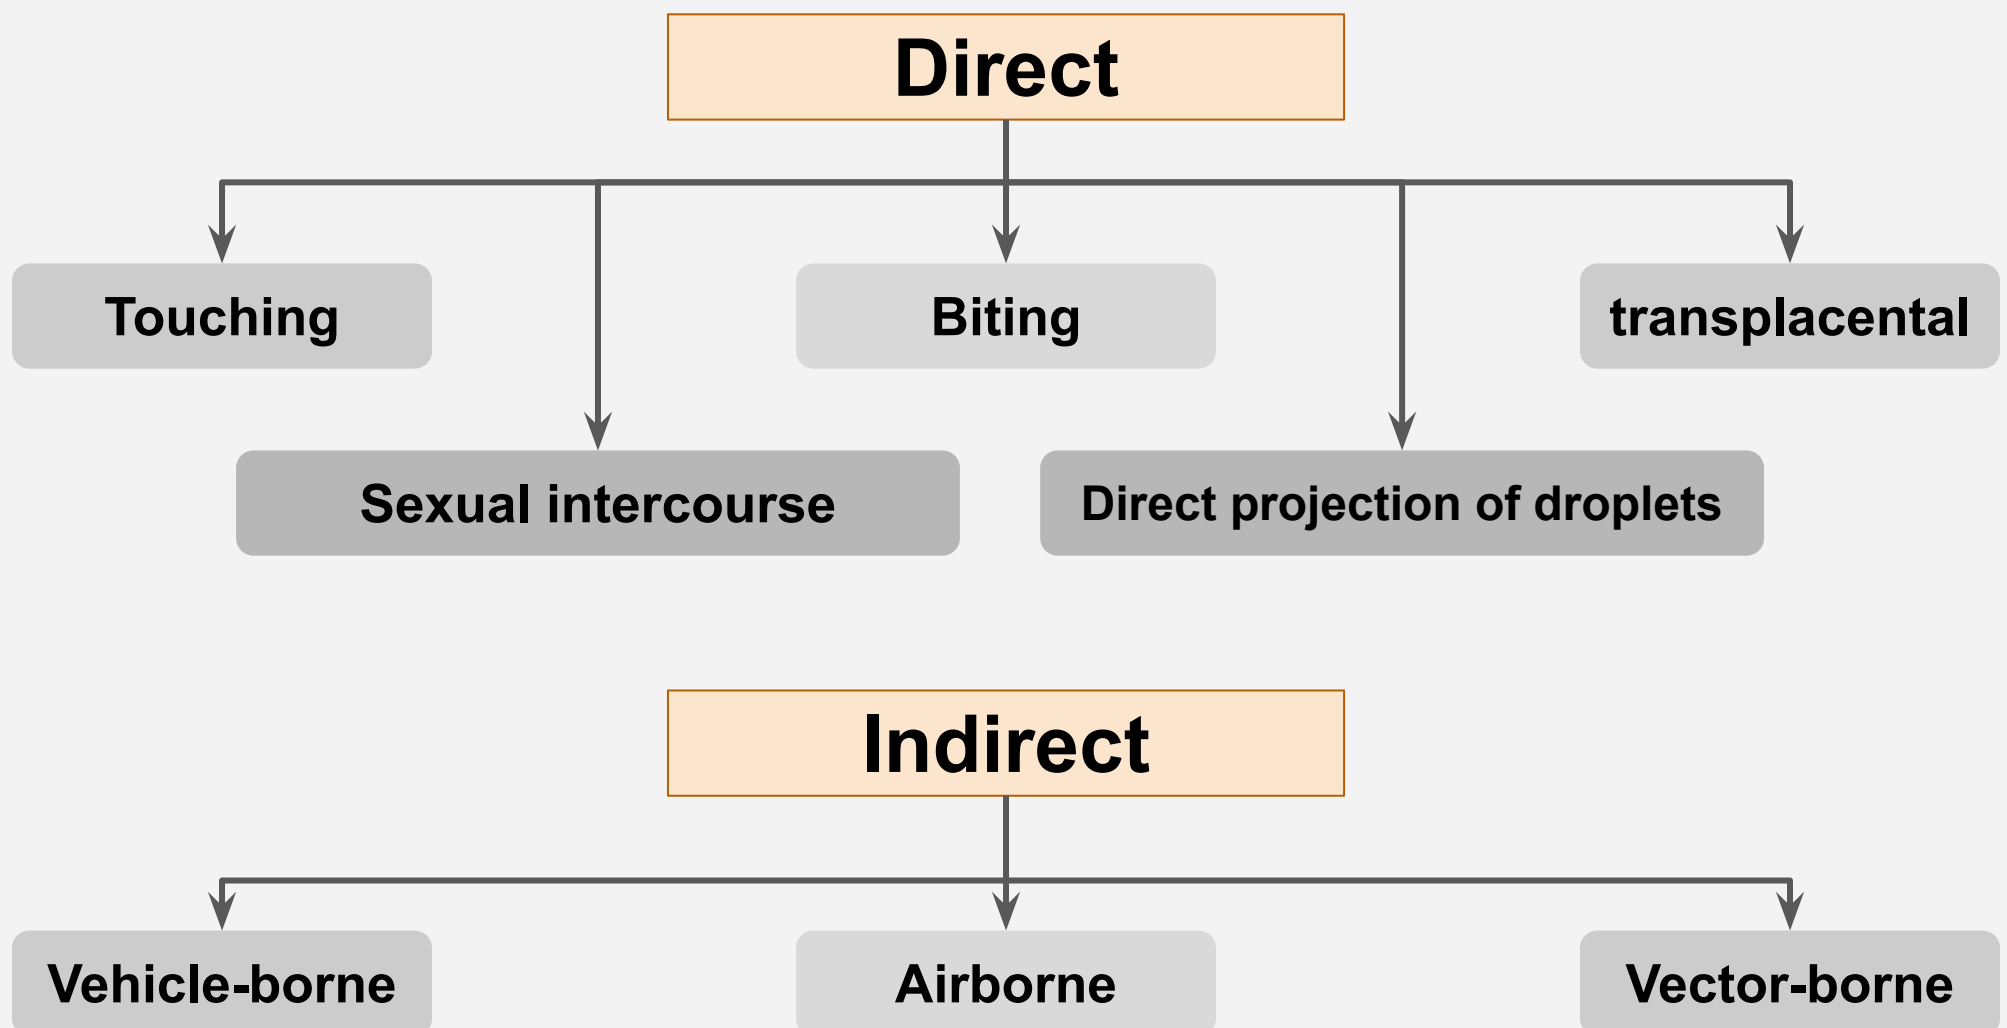 Direct
Touching
Biting
transplacental
Sexual intercourse
Direct projection of droplets
Indirect
Vehicle-borne
Airborne
Vector-borne